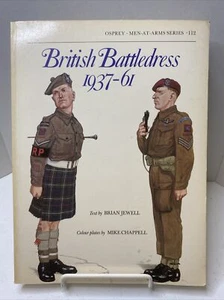 OSPREY · MEN-AT-ARMS SERIES · 112
British Battledress
1937-61
RP
Text by BRIAN JEWELL
Colour plates by MIKE CHAPPELL